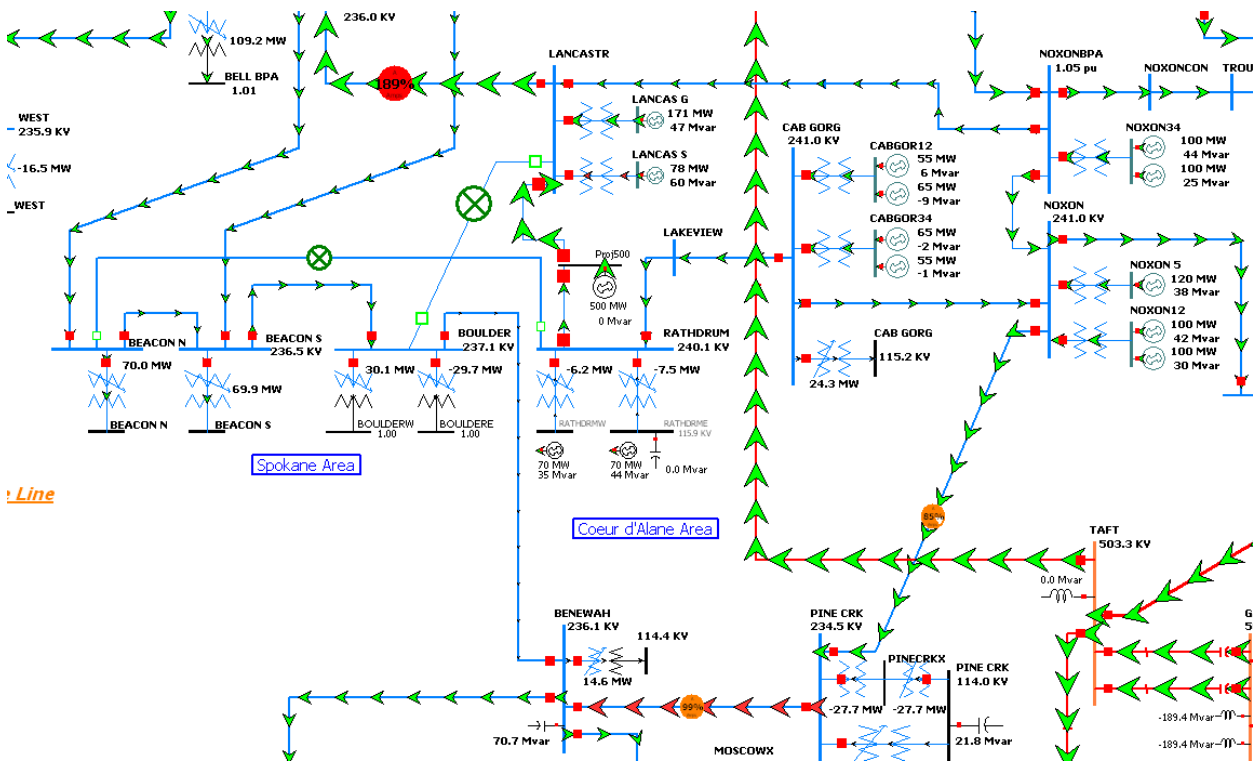 236.0 KV
109.2 MW
BELL BPA
1.01
WEST
235.9 KV
-16.5 MW
WEST
189%
LANCASTR
LANCAS G
171 MW
47 Mvar
LANCAS S
78 MW
60 Mvar
CAB GORG
241.0 KV
CABGOR12
55 MW
6 Mvar
65 MW
-9 Mvar
CABGOR34
65 MW
-2 Mvar
55 MW
-1 Mvar
NOXONBPA
1.05 pu
NOXONCON
TROU
NOXON34
100 MW
44 Mvar
100 MW
25 Mvar
NOXON
241.0 KV
NOXON 5
120 MW
38 Mvar
NOXON12
100 MW
42 Mvar
100 MW
30 Mvar
LAKEVIEW
Proj500
500 MW
0 Mvar
RATHDRUM
240.1 KV
CAB GORG
115.2 KV
24.3 MW
BEACON N
70.0 MW
BEACON S
236.5 KV
69.9 MW
BOULDER
237.1 KV
30.1 MW
-29.7 MW
-6.2 MW
-7.5 MW
BEACON N
BEACON S
BOULDERW
1.00
BOULDERE
1.00
RATHDRMW
RATHDRME
115.9 KV
70 MW
35 Mvar
70 MW
44 Mvar
0.0 Mvar
Spokane Area
Line
Coeur d'Alane Area
85%
TAFT
503.3 KV
0.0 Mvar
G
5
BENEWAH
236.1 KV
114.4 KV
14.6 MW
PINE CRK
234.5 KV
PINECRKX
PINE CRK
114.0 KV
-27.7 MW
-27.7 MW
99%
70.7 Mvar
MOSCOWX
21.8 Mvar
-189.4 Mvar
-189.4 Mvar